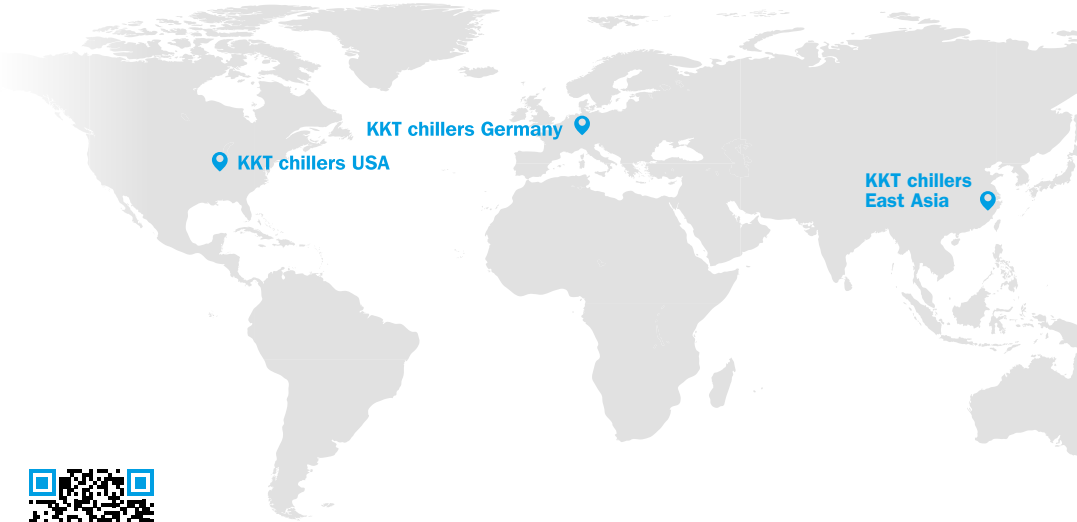 KKT chillers Germany
KKT chillers USA
KKT chillers
East Asia